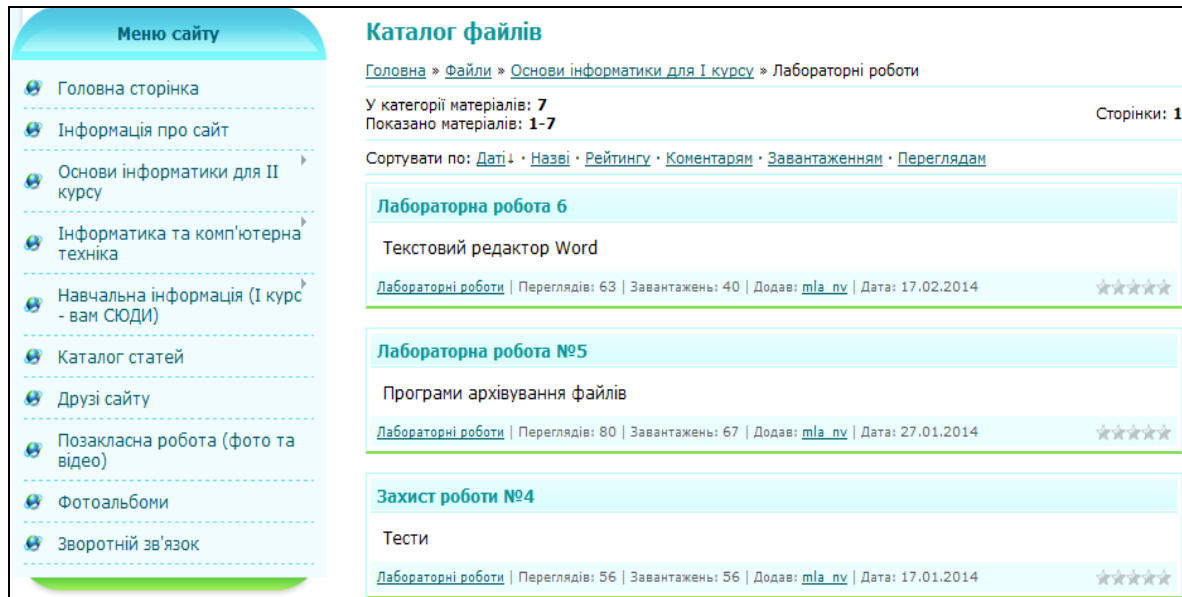 Меню сайту
Головна сторінка
Інформація про сайт
Основи інформатики для II
курсу
Інформатика та комп'ютерна
техніка
Навчальна інформація (I курс
- вам СЮДИ)
Каталог статей
Друзі сайту
Позакласна робота (фото та
відео)
Фотоальбоми
Зворотній зв'язок
Каталог файлів
Головна » Файли » Основи інформатики для I курсу » Лабораторні роботи
У категорії матеріалів: 7
Показано матеріалів: 1-7
Сторінки: 1
Сортувати по: Даті↓ · Назві · Рейтингу · Коментарям · Завантаженням · Переглядам
Лабораторна робота 6
Текстовий редактор Word
Лабораторні роботи | Переглядів: 63 | Завантажень: 40 | Додав: mla_nv | Дата: 17.02.2014
Лабораторна робота №5
Програми архівування файлів
Лабораторні роботи | Переглядів: 80 | Завантажень: 67 | Додав: mla_nv | Дата: 27.01.2014
Захист роботи №4
Тести
Лабораторні роботи | Переглядів: 56 | Завантажень: 56 | Додав: mla_nv | Дата: 17.01.2014